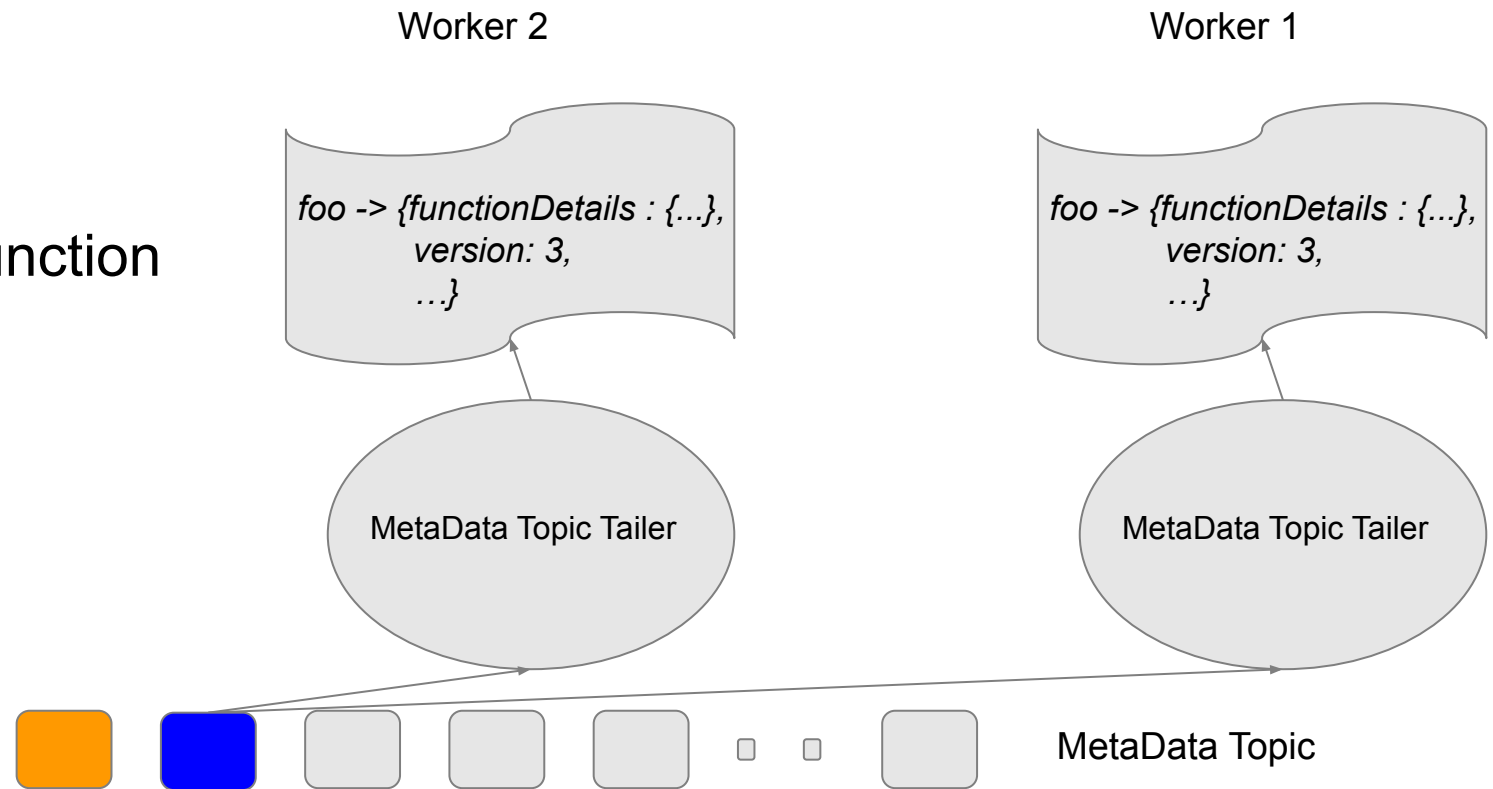 Worker 2
Worker 1
foo -> {functionDetails : {...},
version: 3,
...}
foo -> {functionDetails : {...},
version: 3,
...}
unction
MetaData Topic Tailer
MetaData Topic Tailer
MetaData Topic